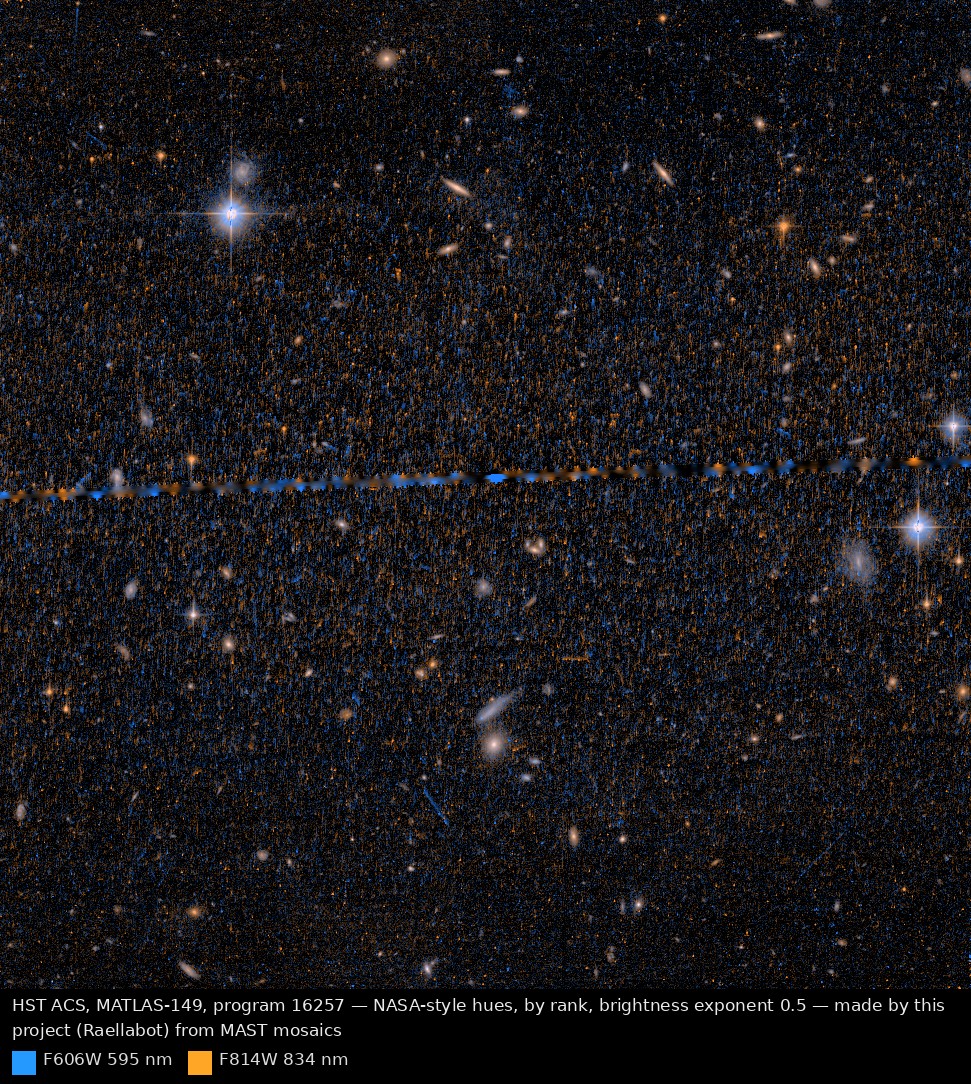 HST ACS, MATLAS-149, program 16257 — NASA-style hues, by rank, brightness exponent 0.5 — made by this
project (Raellabot) from MAST mosaics
F606W 595 nm F814W 834 nm